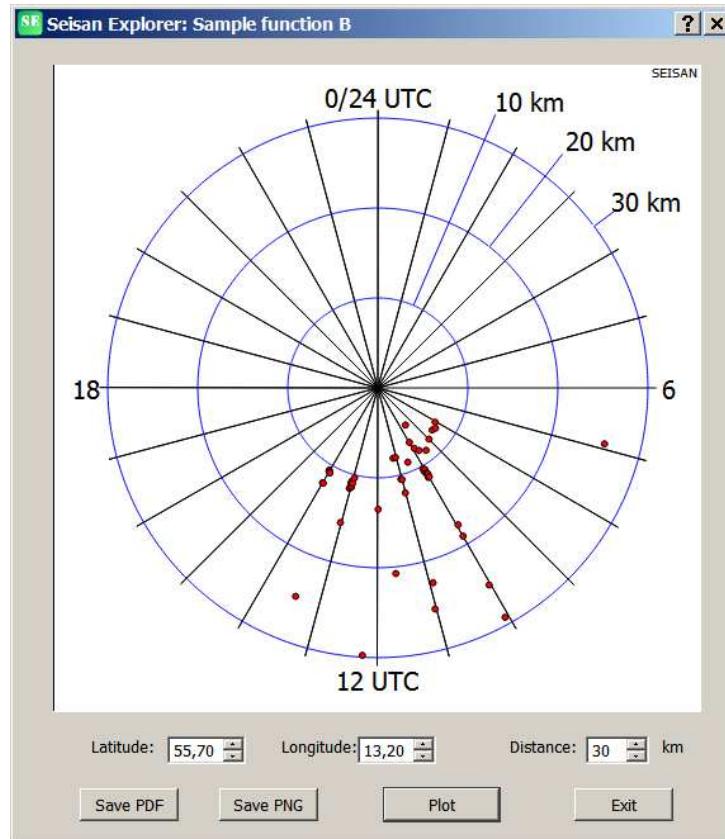 SE Seisan Explorer: Sample function B
SEISAN
0/24 UTC
10 km
20 km
30 km
18
6
12 UTC
Latitude: 55,70 Longitude: 13,20 Distance: 30 km
Save PDF Save PNG Plot Exit